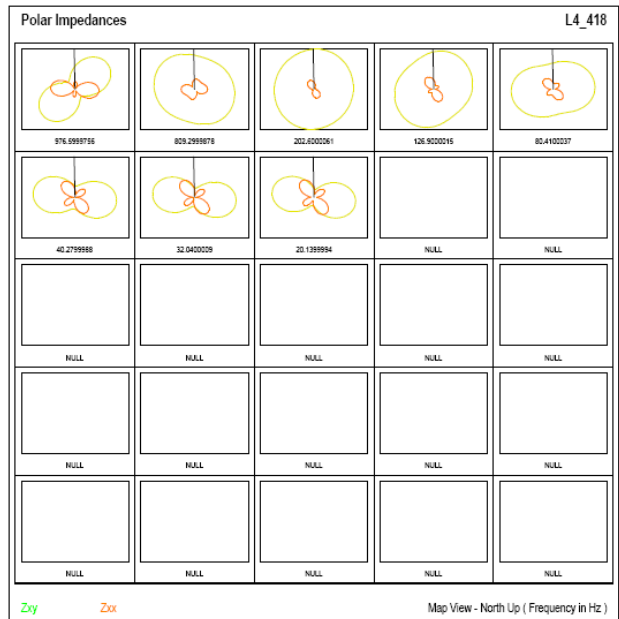 Polar Impedances L4_418
976.5999756 809.2999878 202.6000061 126.9000015 80.4100037
40.2799988 32.0400009 20.1399994 NULL NULL
NULL NULL NULL NULL NULL
NULL NULL NULL NULL NULL
NULL NULL NULL NULL NULL
Zxy Zxx Map View - North Up ( Frequency in Hz )